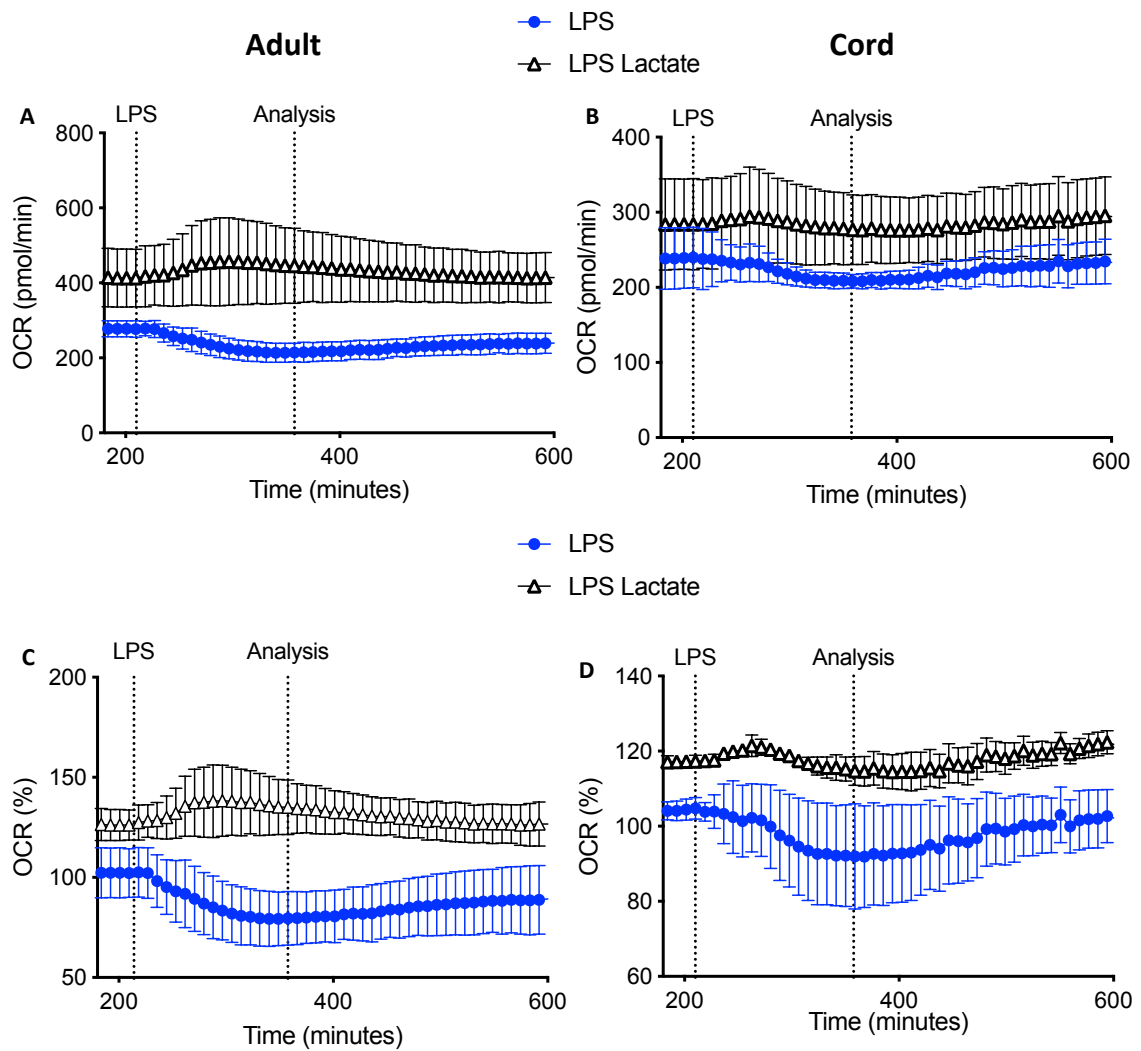 LPS
LPS Lactate
Adult
Cord
A
LPS
Analysis
800
600
400
200
0
OCR (pmol/min)
200
400
600
Time (minutes)
B
LPS
Analysis
400
300
200
100
0
OCR (pmol/min)
200
400
600
Time (minutes)
LPS
LPS Lactate
C
LPS
Analysis
200
150
100
50
OCR (%)
200
400
600
Time (minutes)
D
LPS
Analysis
140
120
100
80
60
OCR (%)
200
400
600
Time (minutes)